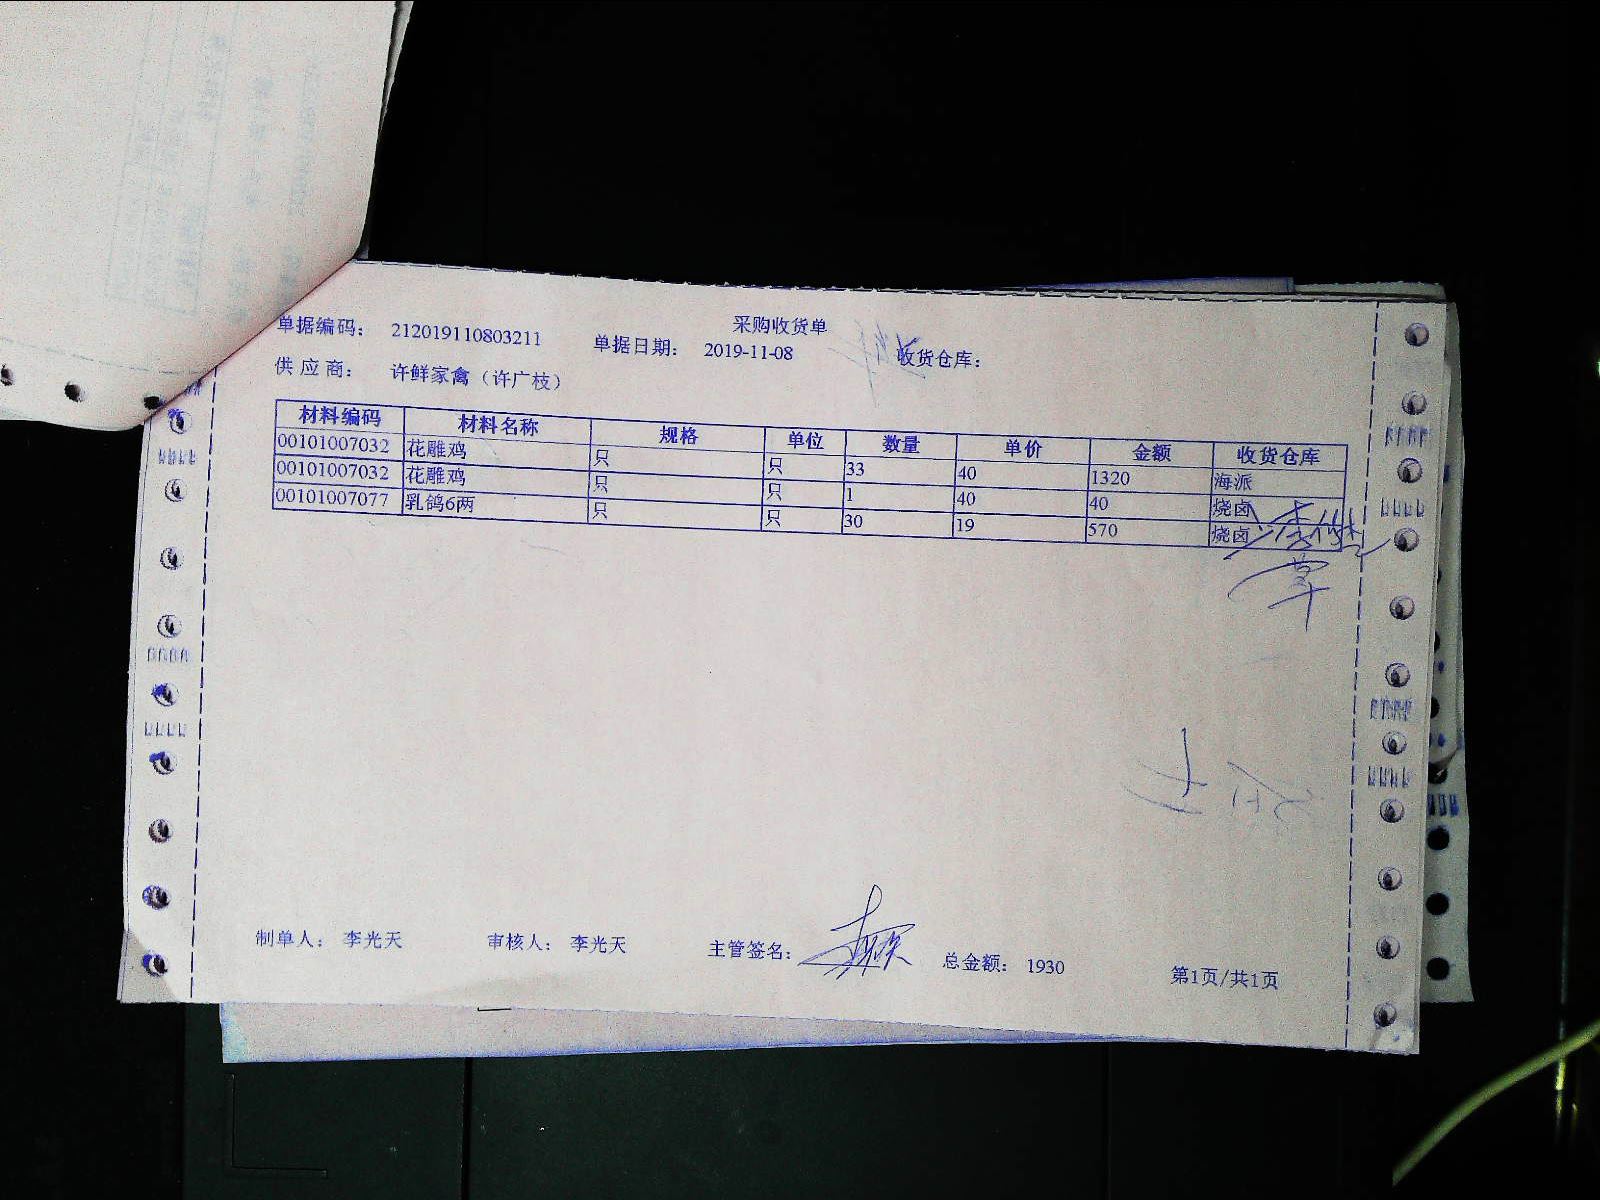 采购收货单
单据编码： 212019110803211 单据日期： 2019-11-08 收货仓库：
供应商： 许鲜家禽（许广枝）
材料编码 材料名称 规格 单位 数量 单价 金额 收货仓库
00101007032 花雕鸡 只 只 33 40 1320 海派
00101007032 花雕鸡 只 只 1 40 40 烧卤
00101007077 乳鸽6两 只 只 30 19 570 烧卤
制单人： 李光天 审核人： 李光天 主管签名： 总金额： 1930 第1页/共1页